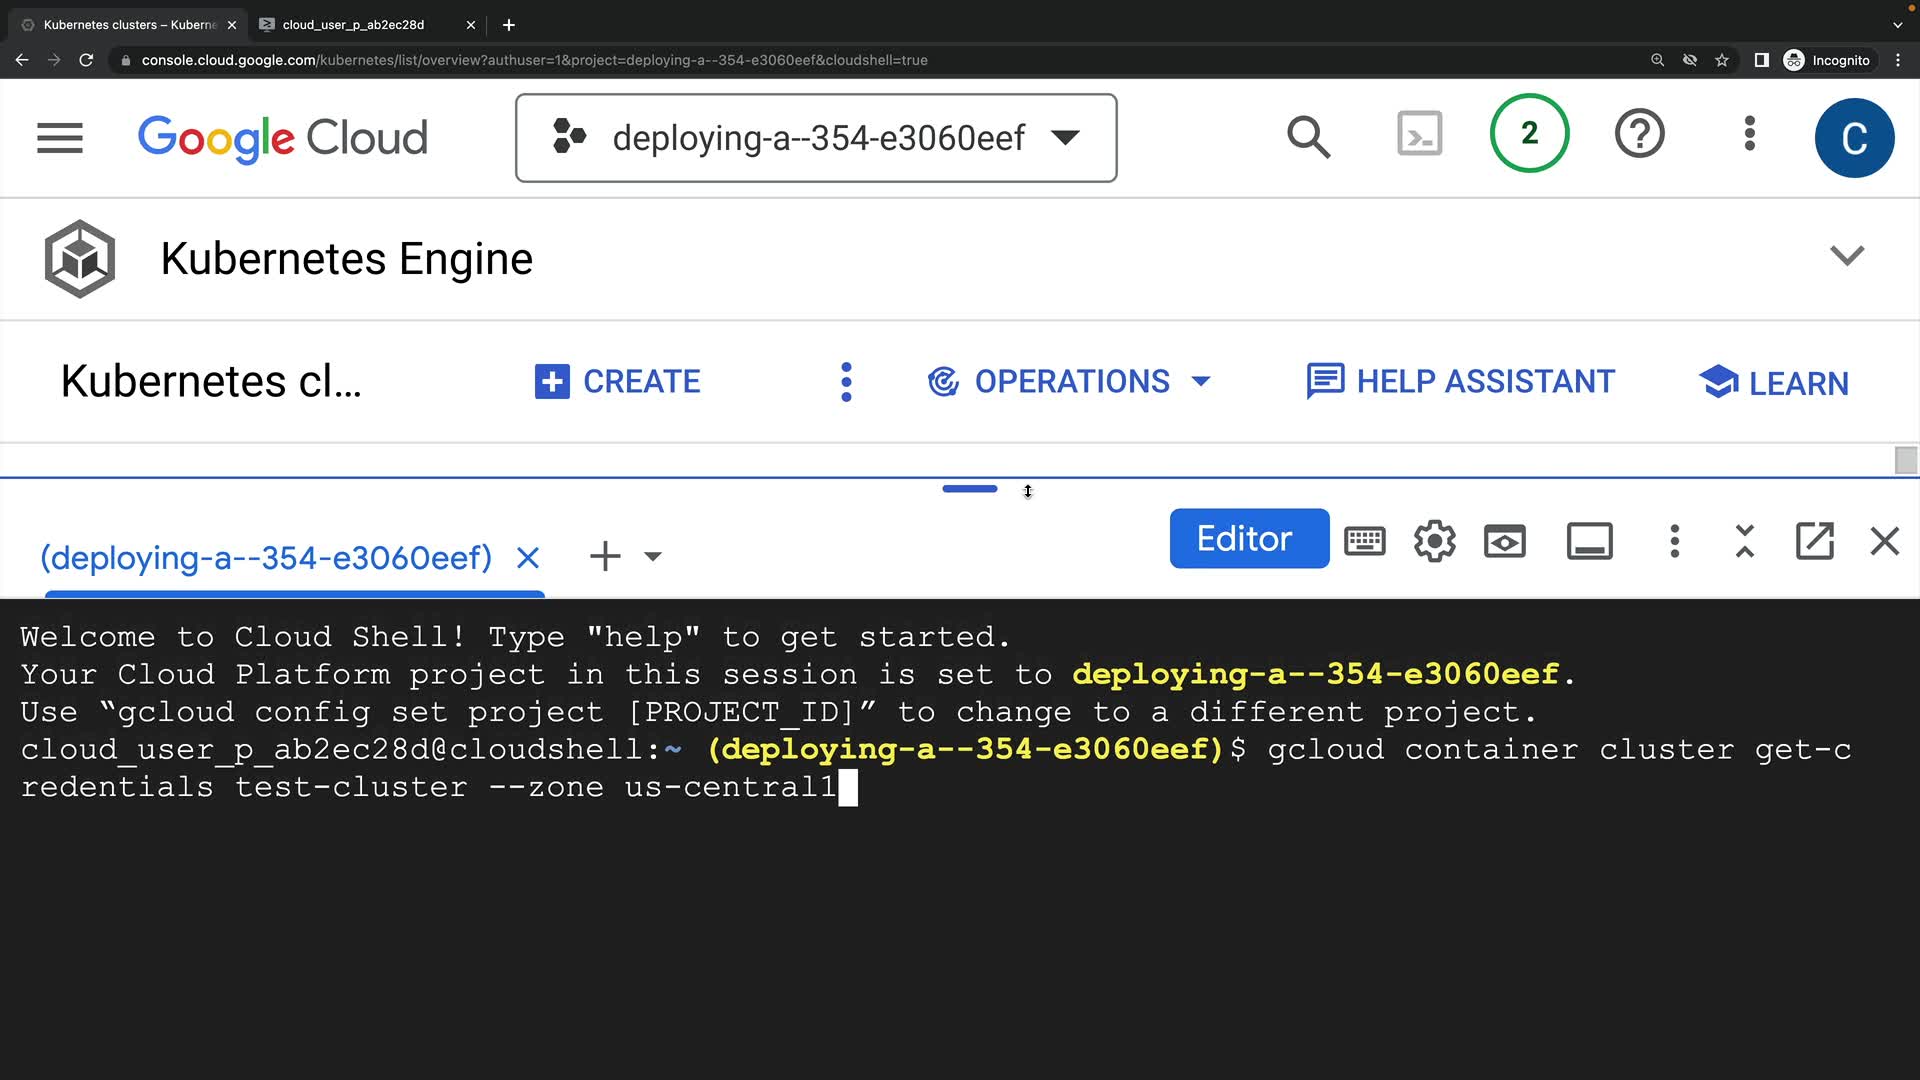 Kubernetes clusters – Kuberne
cloud_user_p_ab2ec28d
console.cloud.google.com/kubernetes/list/overview?authuser=1&project=deploying-a--354-e3060eef&cloudshell=true
Incognito
Google Cloud
deploying-a--354-e3060eef
2
C
Kubernetes Engine
Kubernetes cl...
CREATE
OPERATIONS
HELP ASSISTANT
LEARN
(deploying-a--354-e3060eef)
Editor
Welcome to Cloud Shell! Type "help" to get started.
Your Cloud Platform project in this session is set to deploying-a--354-e3060eef.
Use “gcloud config set project [PROJECT_ID]” to change to a different project.
cloud_user_p_ab2ec28d@cloudshell:~ (deploying-a--354-e3060eef)$ gcloud container cluster get-c
redentials test-cluster --zone us-central1